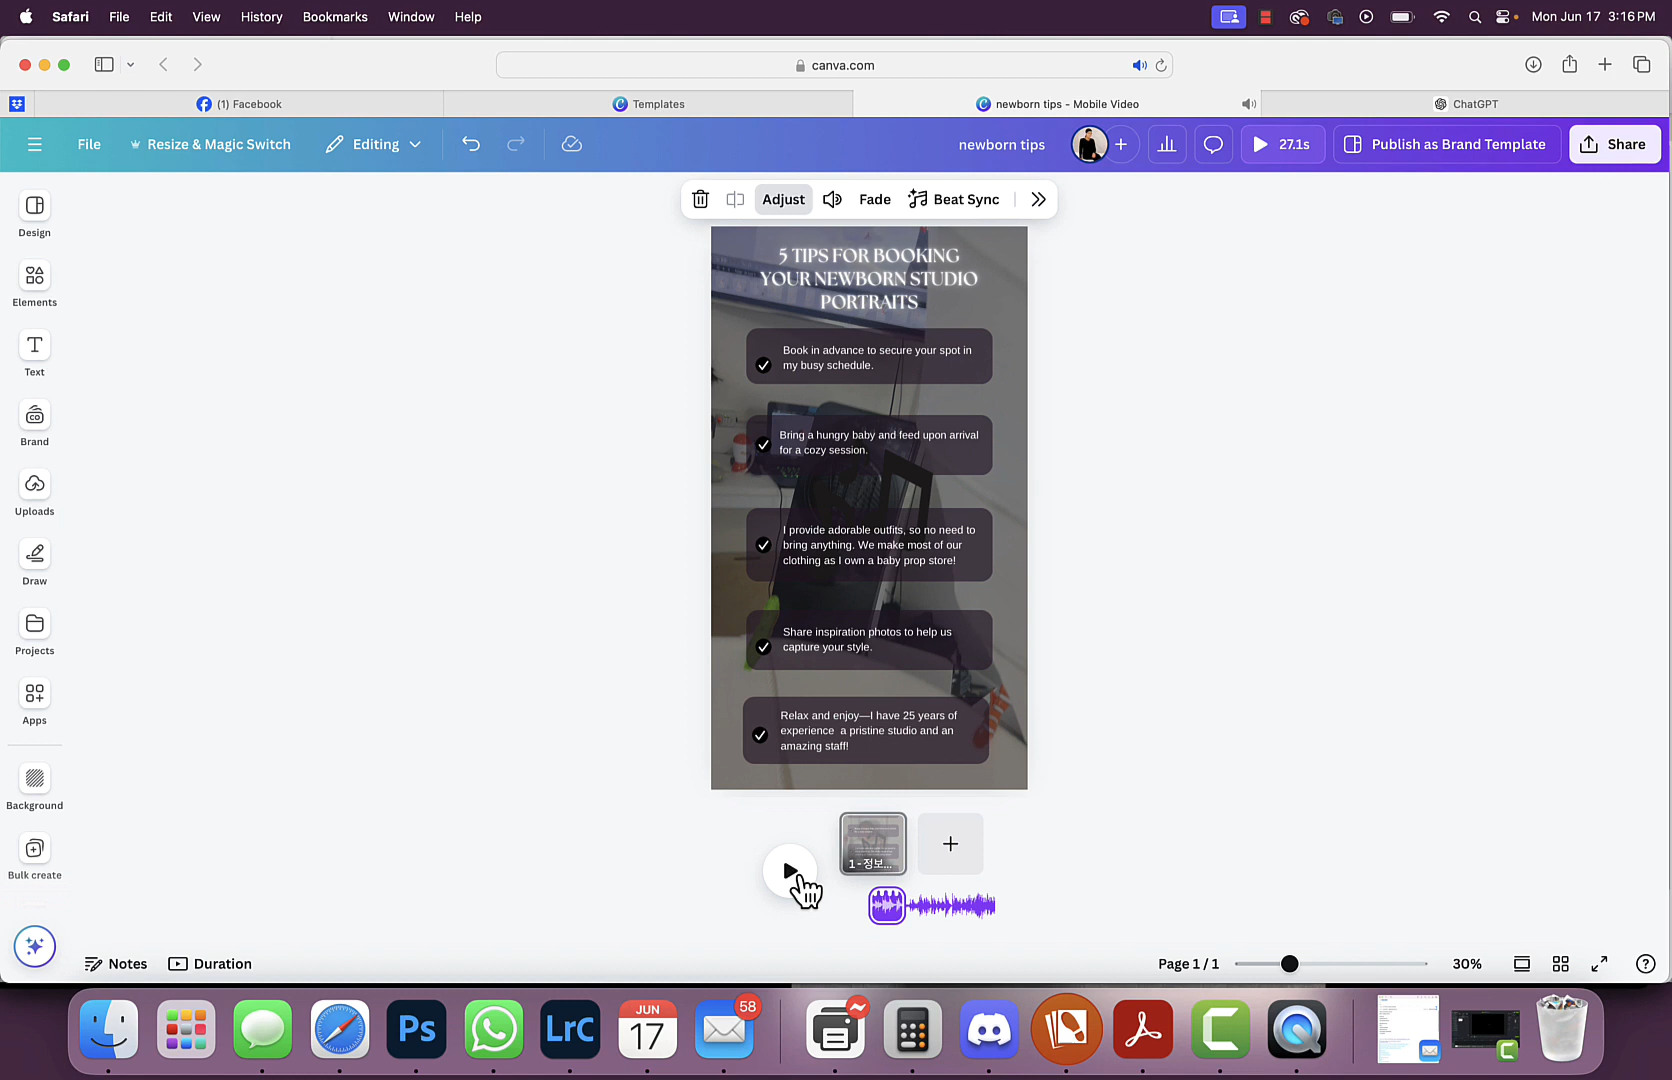 Safari File Edit View History Bookmarks Window Help Mon Jun 17 3:16 PM
canva.com
(1) Facebook Templates newborn tips - Mobile Video ChatGPT
File Resize & Magic Switch Editing newborn tips 27.1s Publish as Brand Template Share
Adjust Fade Beat Sync
Design
Elements
Text
Brand
Uploads
Draw
Projects
Apps
Background
Bulk create
5 TIPS FOR BOOKING
YOUR NEWBORN STUDIO
PORTRAITS
Book in advance to secure your spot in
my busy schedule.
Bring a hungry baby and feed upon arrival
for a cozy session.
I provide adorable outfits, so no need to
bring anything. We make most of our
clothing as I own a baby prop store!
Share inspiration photos to help us
capture your style.
Relax and enjoy—I have 25 years of
experience a pristine studio and an
amazing staff!
1 - 정보...
Notes Duration Page 1 / 1 30%
Ps LrC JUN 17 58